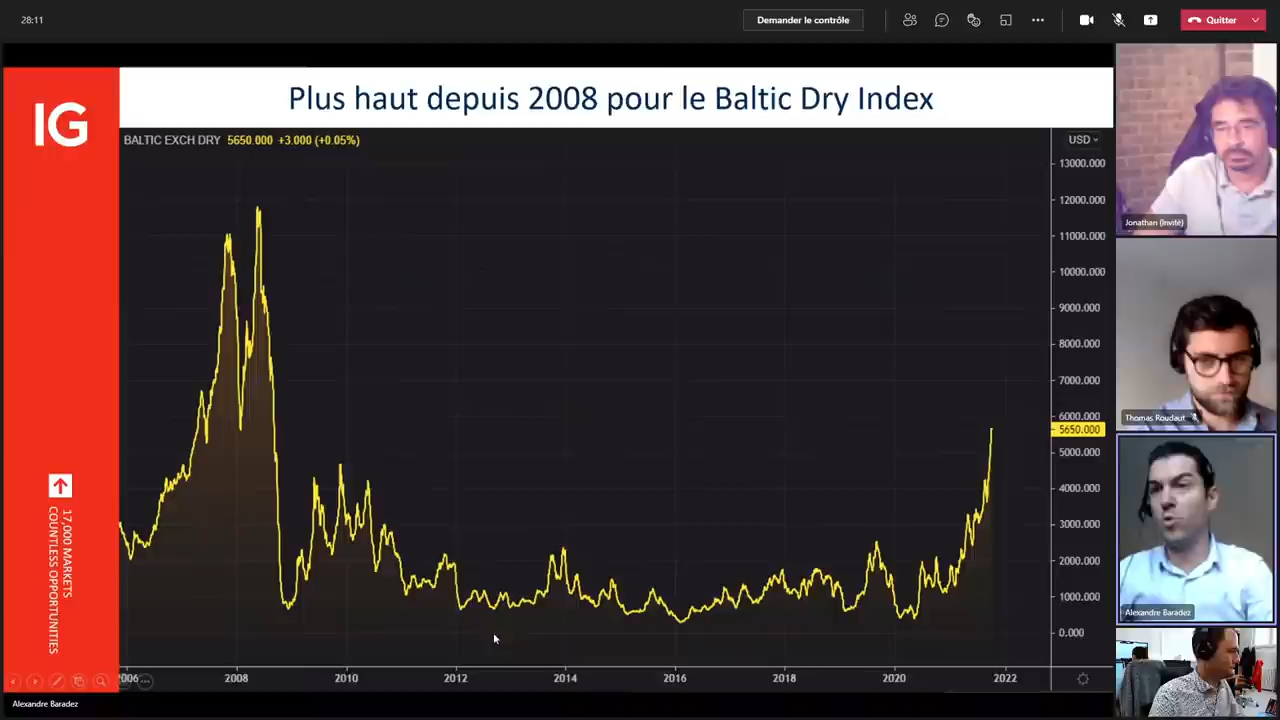 28:11
Demander le contrôle
Quitter
IG
Plus haut depuis 2008 pour le Baltic Dry Index
BALTIC EXCH DRY 5650.000 +3.000 (+0.05%)
USD
13000.000
12000.000
11000.000
10000.000
9000.000
8000.000
7000.000
6000.000
5650.000
5000.000
4000.000
3000.000
2000.000
1000.000
0.000
17,000 MARKETS
COUNTLESS OPPORTUNITIES
2006
2008
2010
2012
2014
2016
2018
2020
2022
Jonathan (Invité)
Thomas Roudaut
Alexandre Baradez
Alexandre Baradez